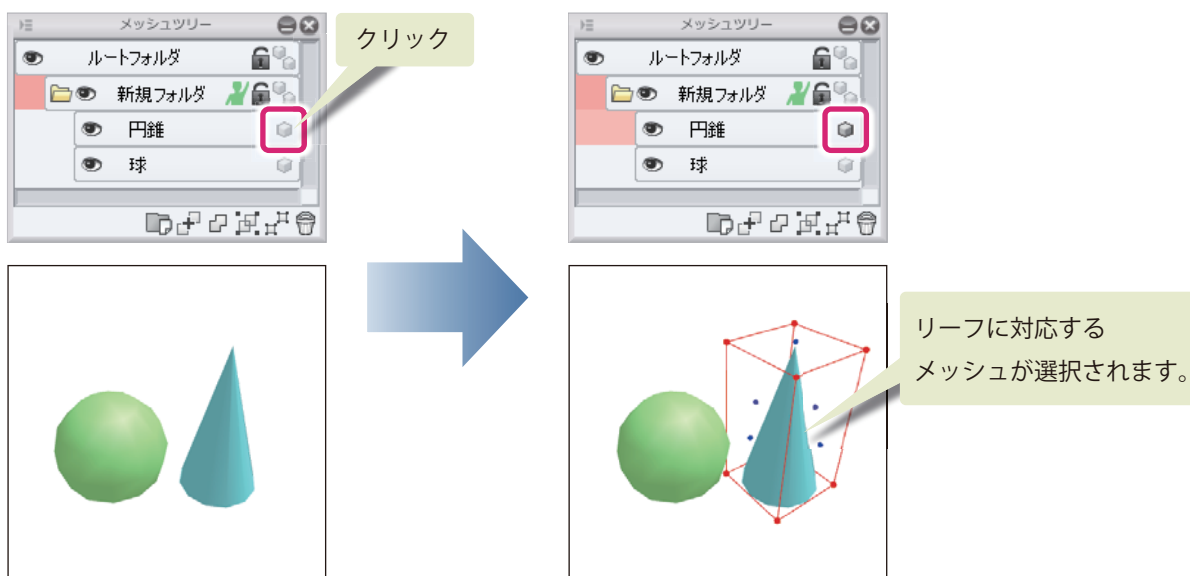 メッシュツリー
ルートフォルダ
新規フォルダ
円錐
球
クリック
メッシュツリー
ルートフォルダ
新規フォルダ
円錐
球
リーフに対応する
メッシュが選択されます。